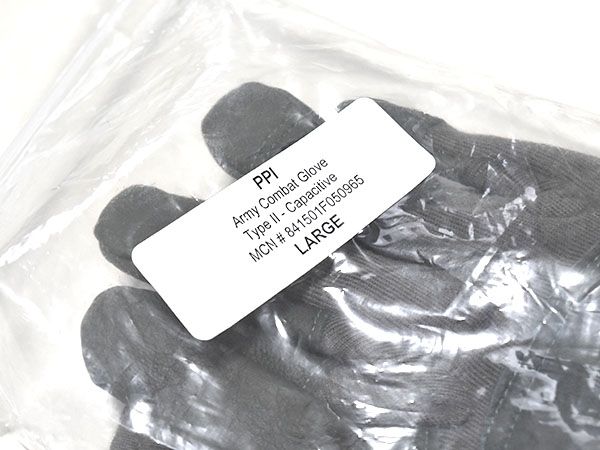 PPI
Army Combat Glove
Type II - Capacitive
MCN # 841501F050965
LARGE